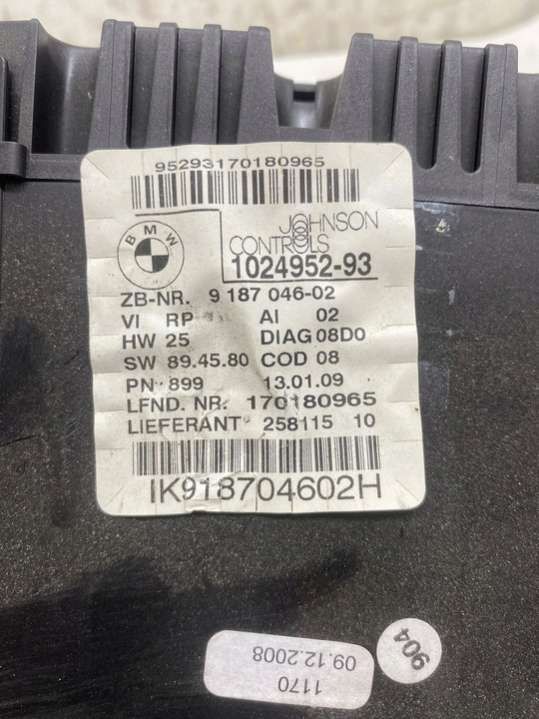 95293170180965
BMW
JOHNSON
CONTROLS
1024952-93
ZB-NR. 9 187 046-02
VI RP AI 02
HW 25 DIAG 08D0
SW 89.45.80 COD 08
PN 899 13.01.09
LFND. NR. 170180965
LIEFERANT 258115 10
IK918704602H
904
09.12.2008
1170